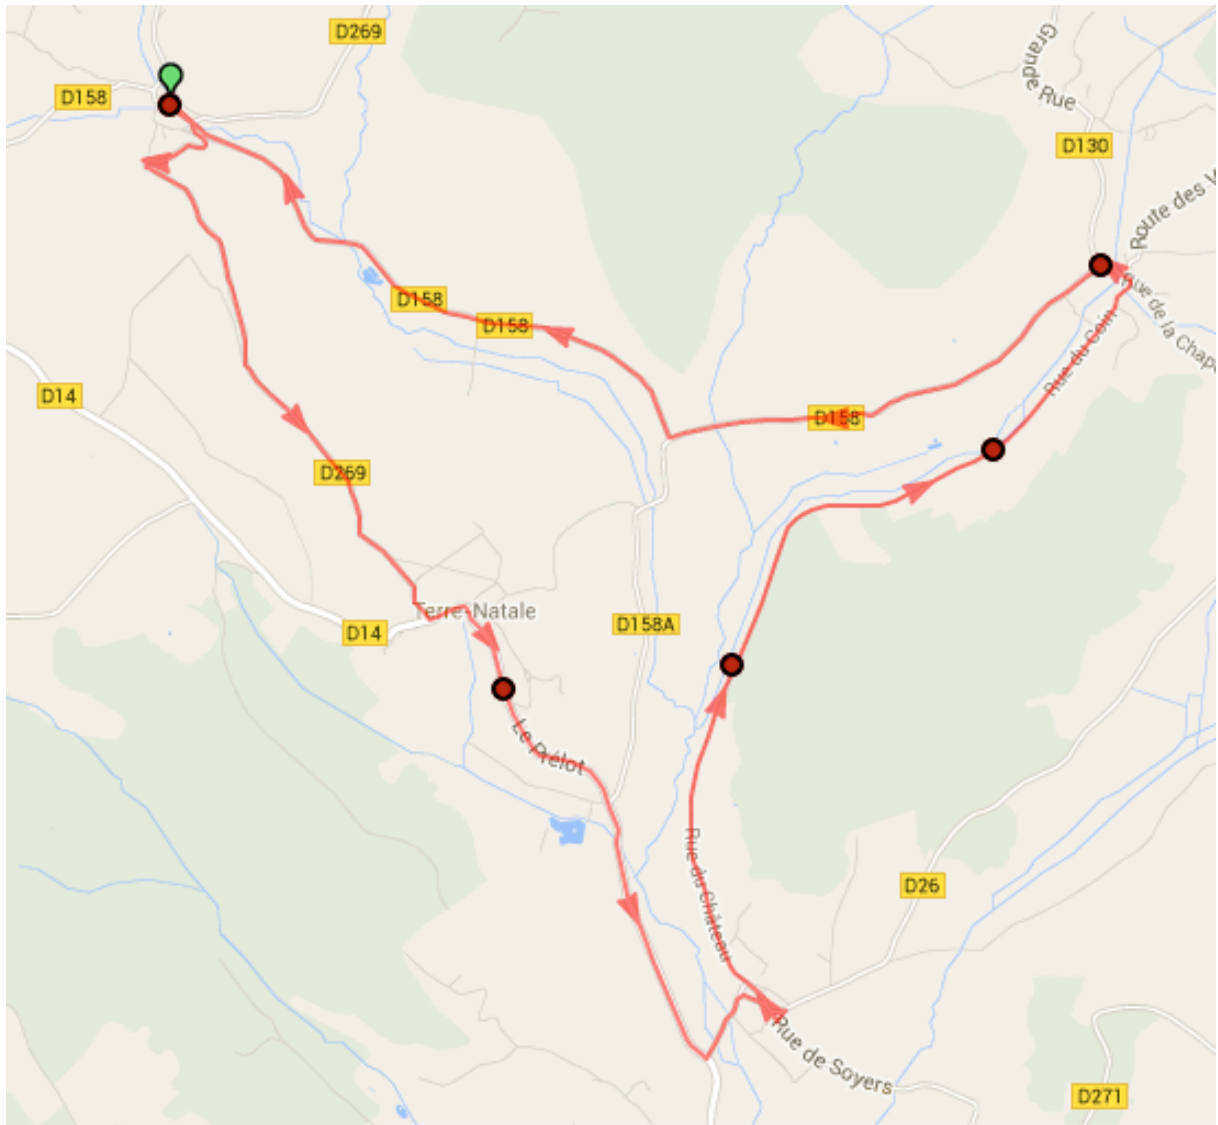 D269
Grande Rue
D158
D130
Route des V
D158
Rue de la Chape
D158
Rue du Coin
D14
D158
D269
Terre-Natale
D158A
D14
Le Prélot
Rue du Château
D26
Rue de Soyers
D271